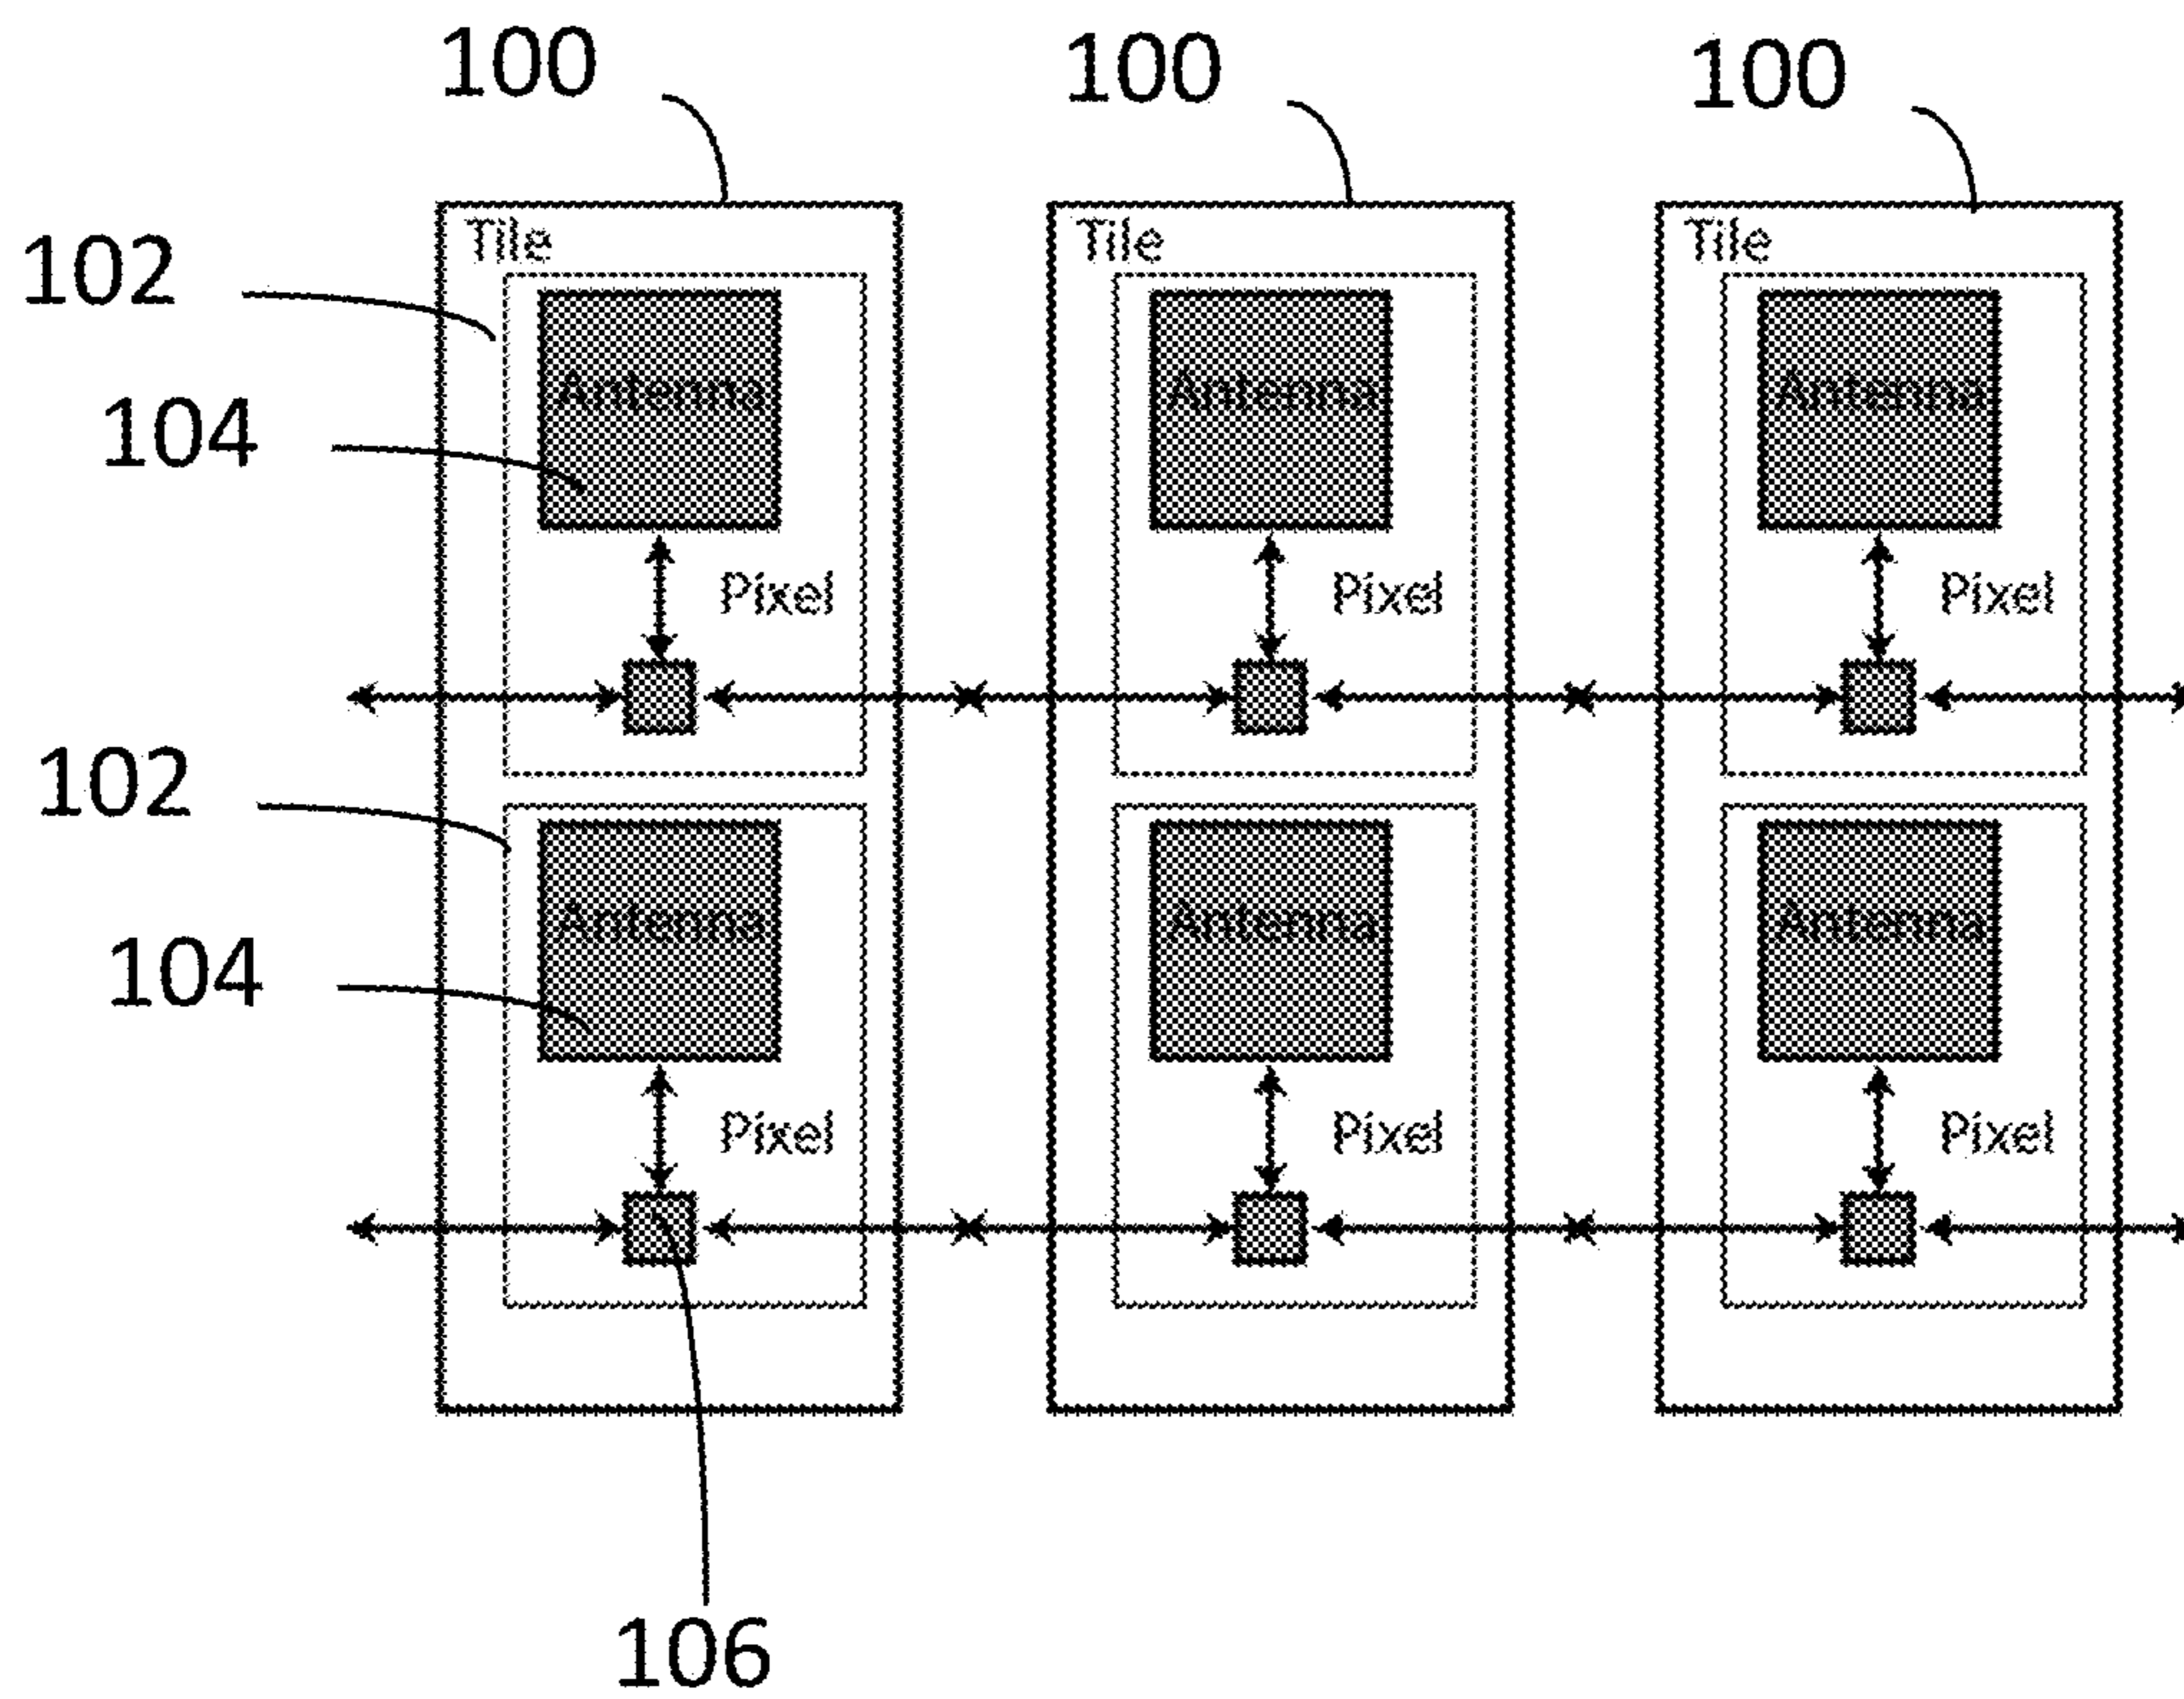 100 100 100
Tile Tile Tile
102
Antenna Antenna Antenna
104
Pixel Pixel Pixel
102
Antenna Antenna Antenna
104
Pixel Pixel Pixel
106